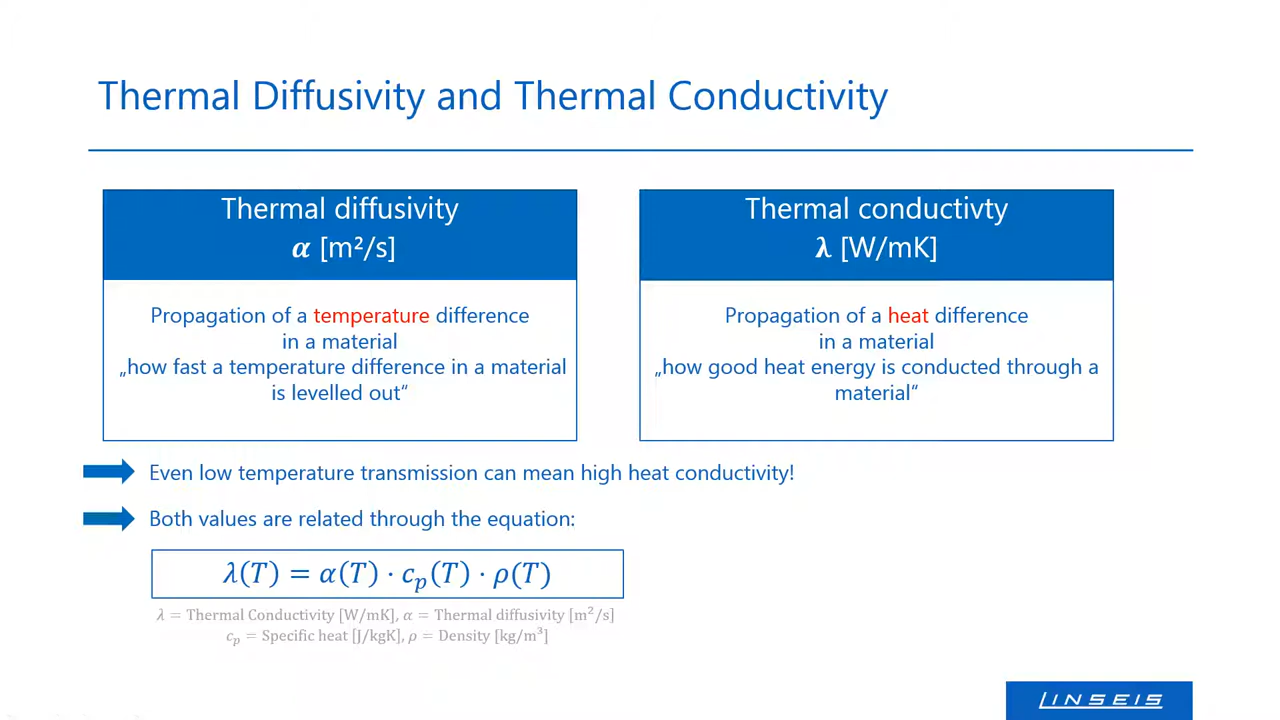 Thermal Diffusivity and Thermal Conductivity
Thermal diffusivity
α [m²/s]
Propagation of a temperature difference
in a material
„how fast a temperature difference in a material
is levelled out“
Thermal conductivty
λ [W/mK]
Propagation of a heat difference
in a material
„how good heat energy is conducted through a
material“
Even low temperature transmission can mean high heat conductivity!
Both values are related through the equation:
λ(T) = α(T) · cₚ(T) · ρ(T)
λ = Thermal Conductivity [W/mK], α = Thermal diffusivity [m²/s]
cₚ = Specific heat [J/kgK], ρ = Density [kg/m³]
LINSEIS